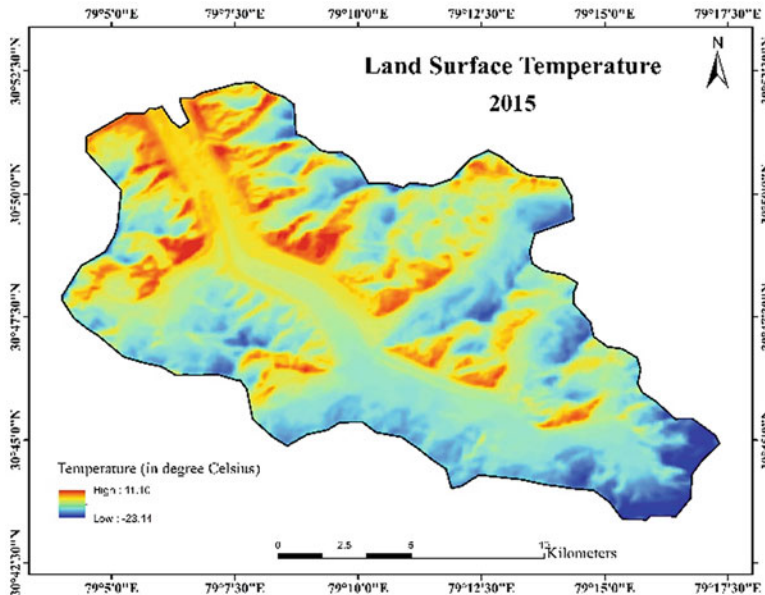 79°5'0"E 79°7'30"E 79°10'0"E 79°12'30"E 79°15'0"E 79°17'30"E
Land Surface Temperature
2015
N
30°52'30"N
30°50'0"N
30°47'30"N
30°45'0"N
30°42'30"N
Temperature (in degree Celsius)
High : 11.10
Low : -23.14
0 2.5 5 Kilometers
79°5'0"E 79°7'30"E 79°10'0"E 79°12'30"E 79°15'0"E 79°17'30"E